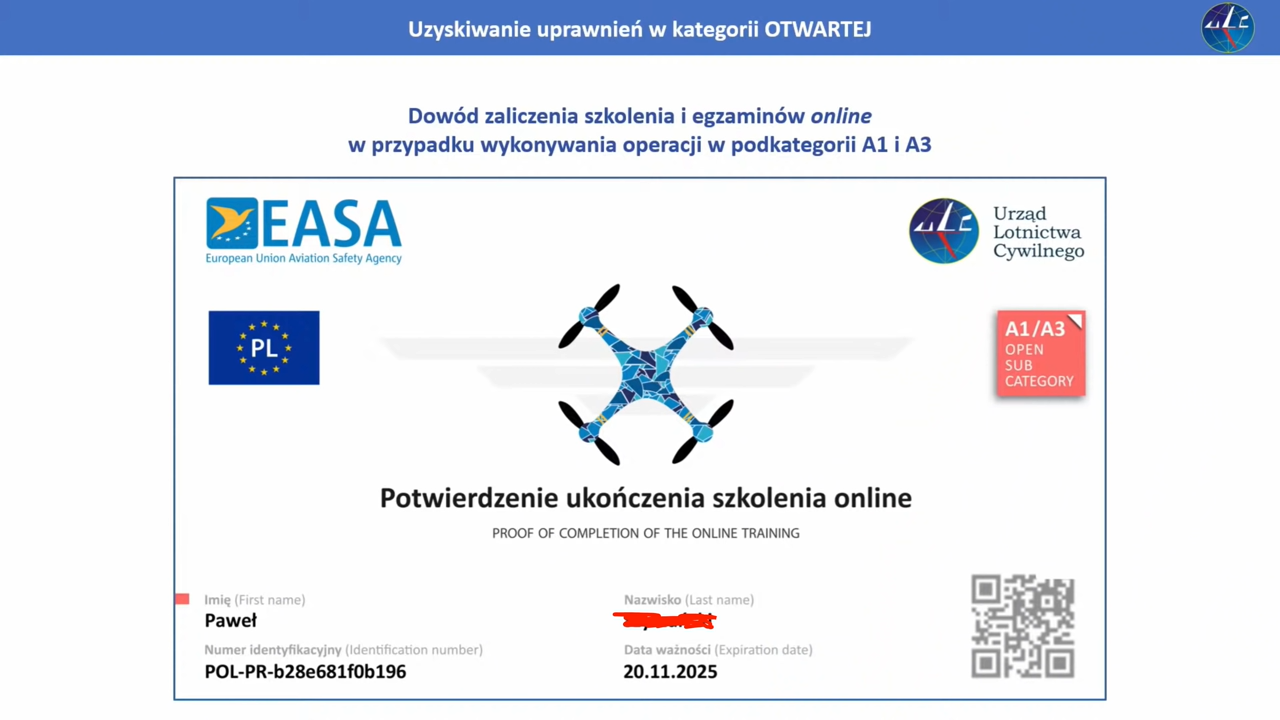 Uzyskiwanie uprawnień w kategorii OTWARTEJ
Dowód zaliczenia szkolenia i egzaminów online
w przypadku wykonywania operacji w podkategorii A1 i A3
EASA
European Union Aviation Safety Agency
Urząd
Lotnictwa
Cywilnego
PL
A1/A3
OPEN
SUB
CATEGORY
Potwierdzenie ukończenia szkolenia online
PROOF OF COMPLETION OF THE ONLINE TRAINING
Imię (First name)
Paweł
Nazwisko (Last name)
Numer identyfikacyjny (Identification number)
POL-PR-b28e681f0b196
Data ważności (Expiration date)
20.11.2025